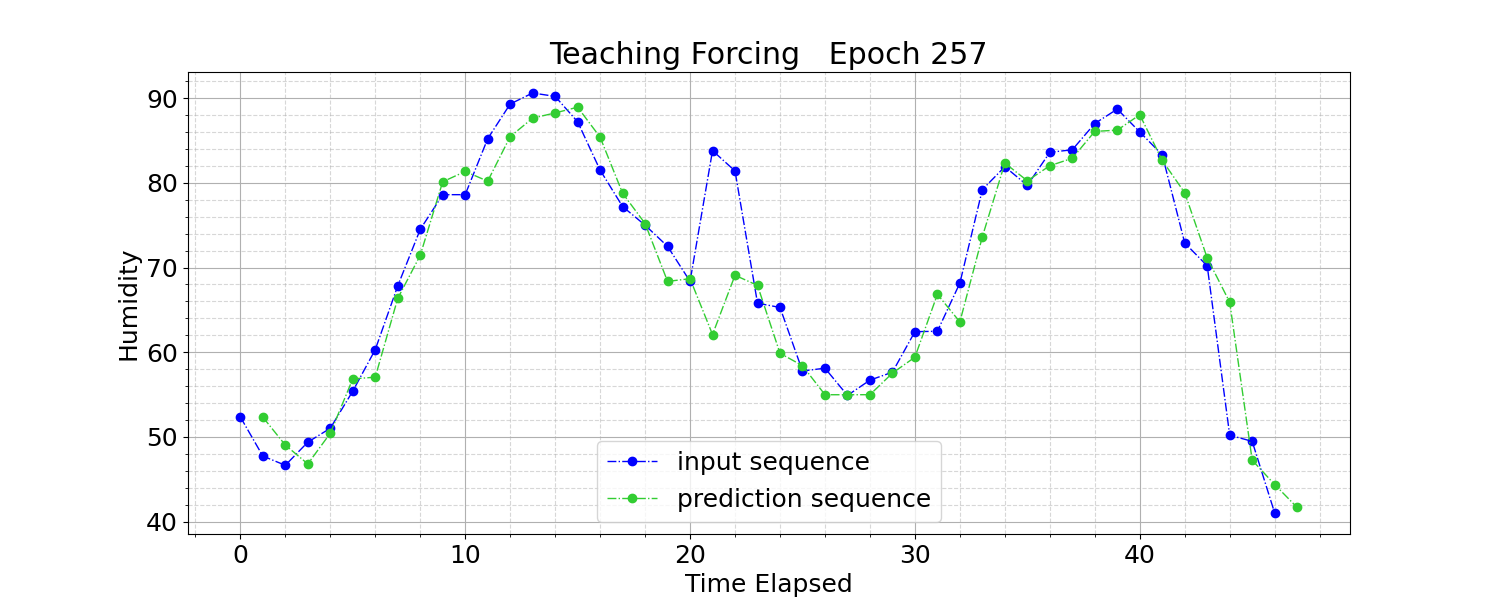 Teaching Forcing   Epoch 257
90
80
70
60
50
40
Humidity
input sequence
prediction sequence
0 10 20 30 40
Time Elapsed